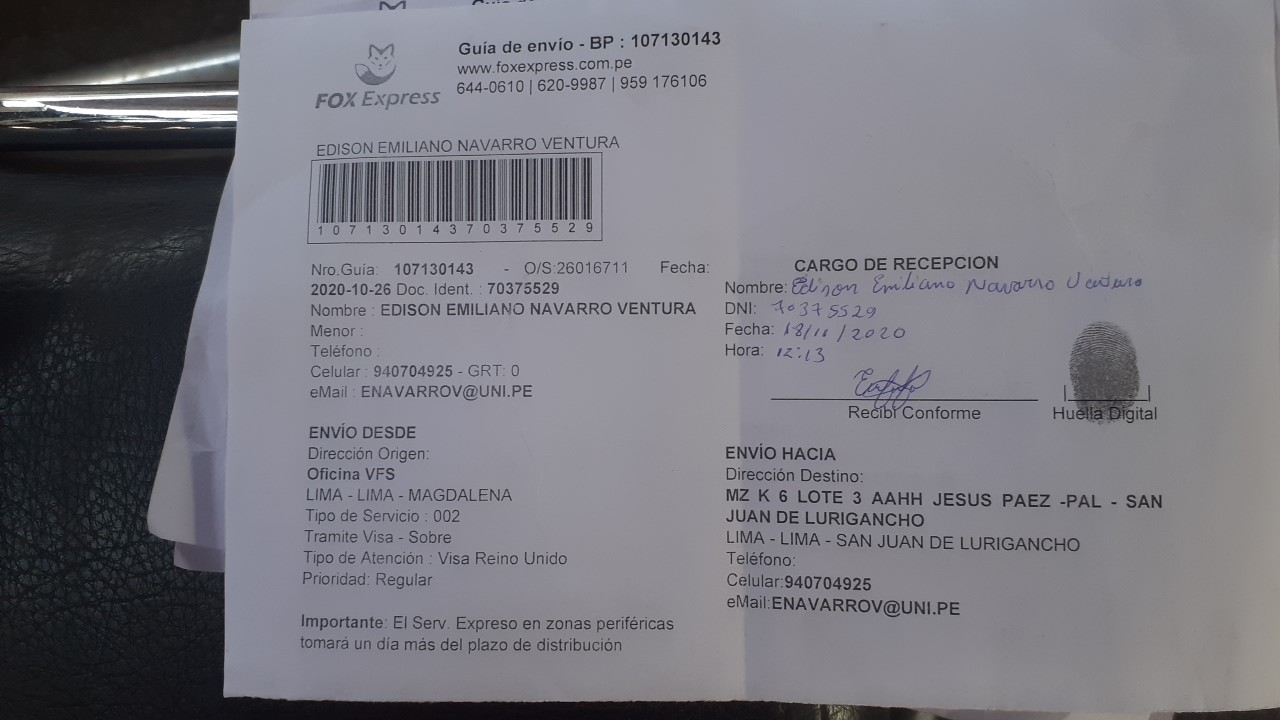 Guía de envío - BP : 107130143
www.foxexpress.com.pe
644-0610 | 620-9987 | 959 176106
FOX Express
EDISON EMILIANO NAVARRO VENTURA
10713014370375529
Nro.Guía: 107130143 - O/S:26016711 Fecha:
2020-10-26 Doc. Ident. : 70375529
Nombre : EDISON EMILIANO NAVARRO VENTURA
Menor :
Teléfono :
Celular : 940704925 - GRT: 0
eMail : ENAVARROV@UNI.PE
ENVÍO DESDE
Dirección Origen:
Oficina VFS
LIMA - LIMA - MAGDALENA
Tipo de Servicio : 002
Tramite Visa - Sobre
Tipo de Atención : Visa Reino Unido
Prioridad: Regular
Importante: El Serv. Expreso en zonas periféricas
tomará un día más del plazo de distribución
CARGO DE RECEPCION
Nombre: Edison Emiliano Navarro Ventura
DNI: 70375529
Fecha: 18/11/2020
Hora: 12:13
Recibí Conforme
Huella Digital
ENVÍO HACIA
Dirección Destino:
MZ K 6 LOTE 3 AAHH JESUS PAEZ -PAL - SAN
JUAN DE LURIGANCHO
LIMA - LIMA - SAN JUAN DE LURIGANCHO
Teléfono:
Celular:940704925
eMail:ENAVARROV@UNI.PE